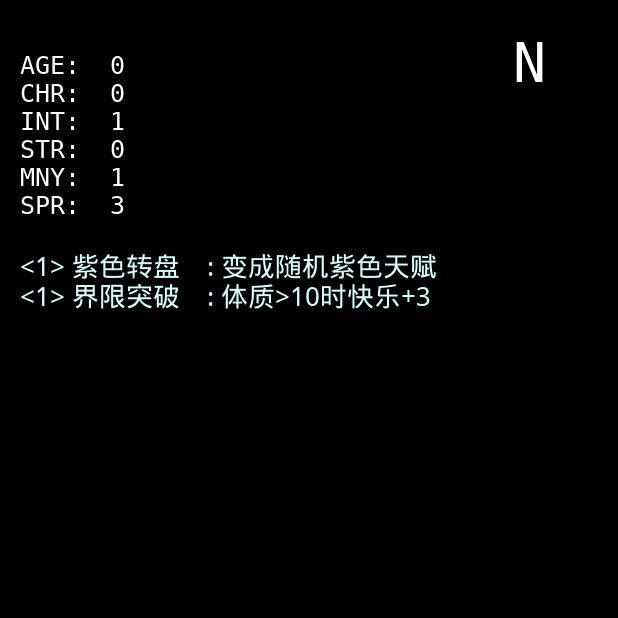 N
AGE: 0
CHR: 0
INT: 1
STR: 0
MNY: 1
SPR: 3
<1> 紫色转盘 : 变成随机紫色天赋
<1> 界限突破 : 体质>10时快乐+3